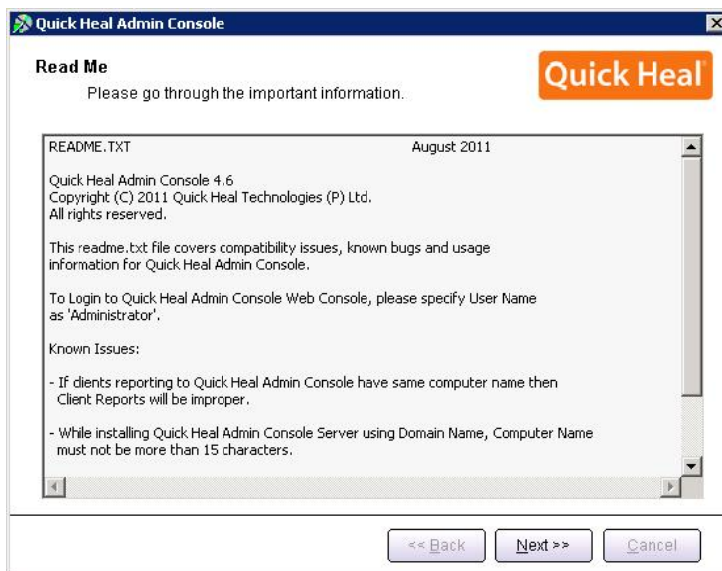 Quick Heal Admin Console
Read Me
Please go through the important information.
Quick Heal
README.TXT August 2011
Quick Heal Admin Console 4.6
Copyright (C) 2011 Quick Heal Technologies (P) Ltd.
All rights reserved.
This readme.txt file covers compatibility issues, known bugs and usage
information for Quick Heal Admin Console.
To Login to Quick Heal Admin Console Web Console, please specify User Name
as 'Administrator'.
Known Issues:
- If clients reporting to Quick Heal Admin Console have same computer name then
Client Reports will be improper.
- While installing Quick Heal Admin Console Server using Domain Name, Computer Name
must not be more than 15 characters.
<< Back Next >> Cancel